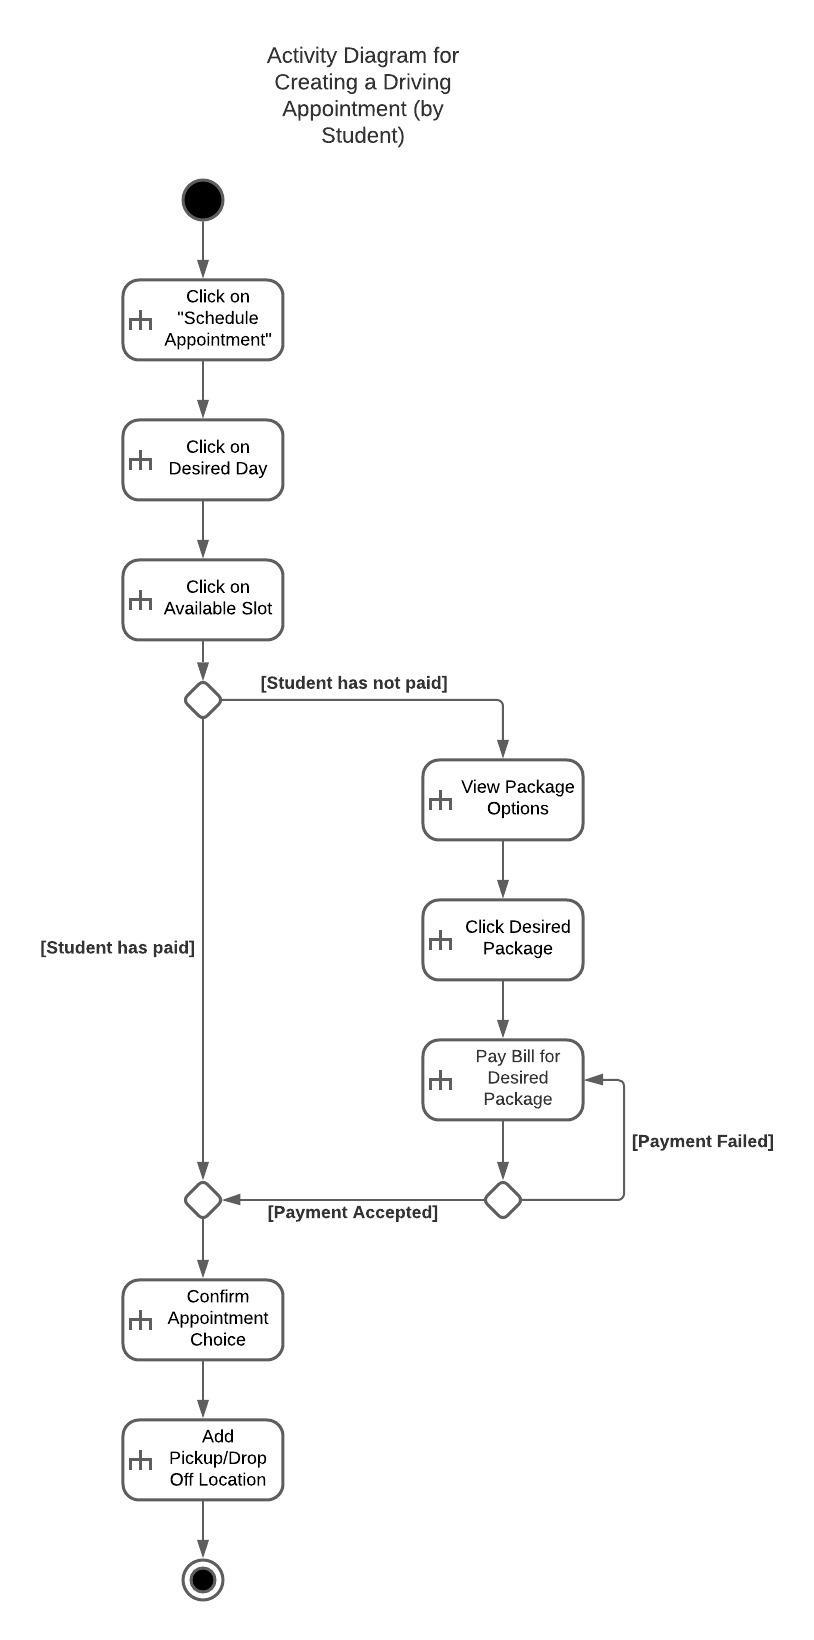 Activity Diagram for
Creating a Driving
Appointment (by
Student)
Click on
"Schedule
Appointment"
Click on
Desired Day
Click on
Available Slot
[Student has not paid]
View Package
Options
Click Desired
Package
[Student has paid]
Pay Bill for
Desired
Package
[Payment Failed]
[Payment Accepted]
Confirm
Appointment
Choice
Add
Pickup/Drop
Off Location